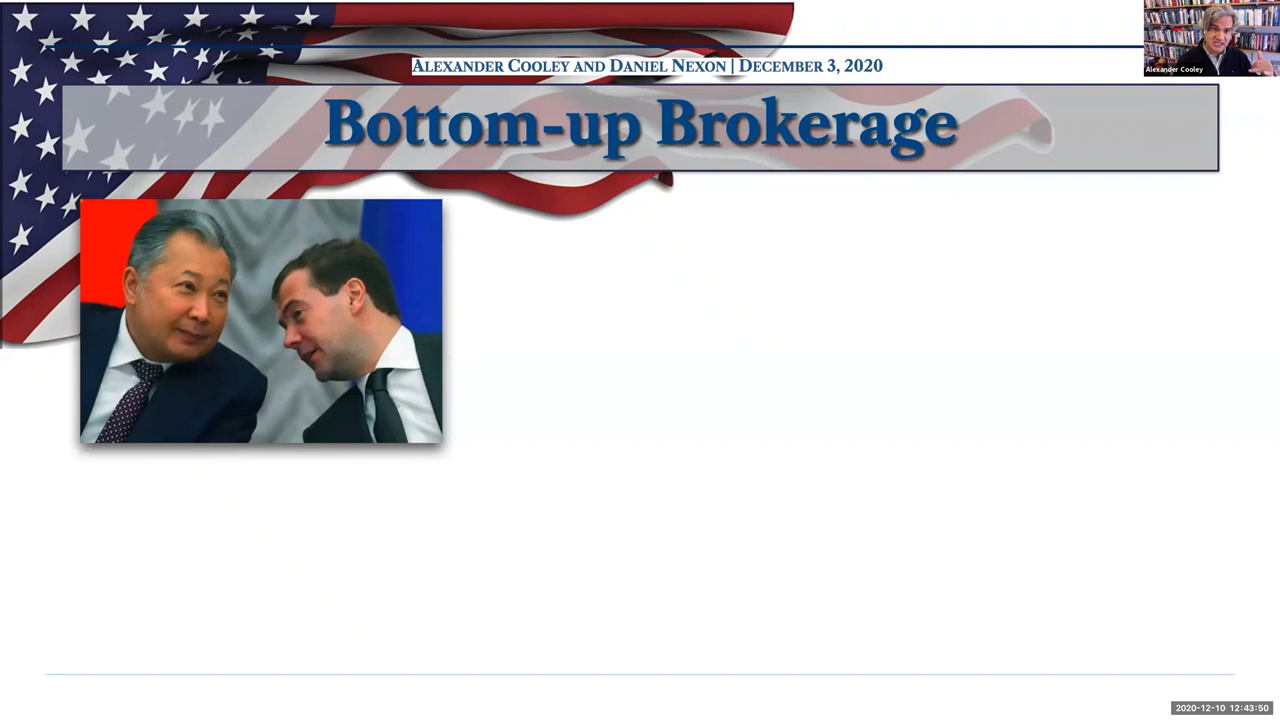 Alexander Cooley and Daniel Nexon | December 3, 2020
Alexander Cooley
Bottom-up Brokerage
2020-12-10 12:43:50